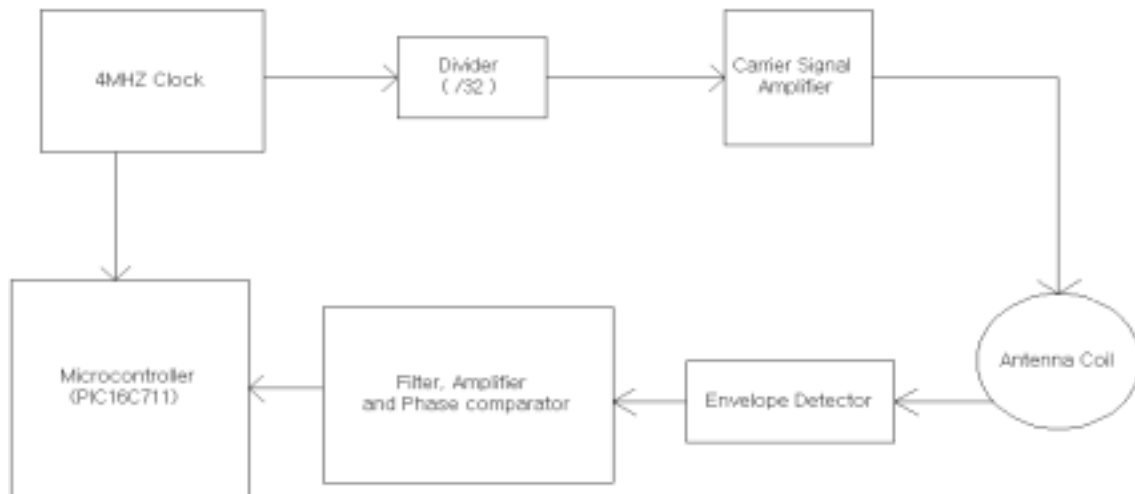 4MHZ Clock
Divider
( /32 )
Carrier Signal
Amplifier
Antenna Coil
Envelope Detector
Filter, Amplifier
and Phase comparator
Microcontroller
(PIC16C711)